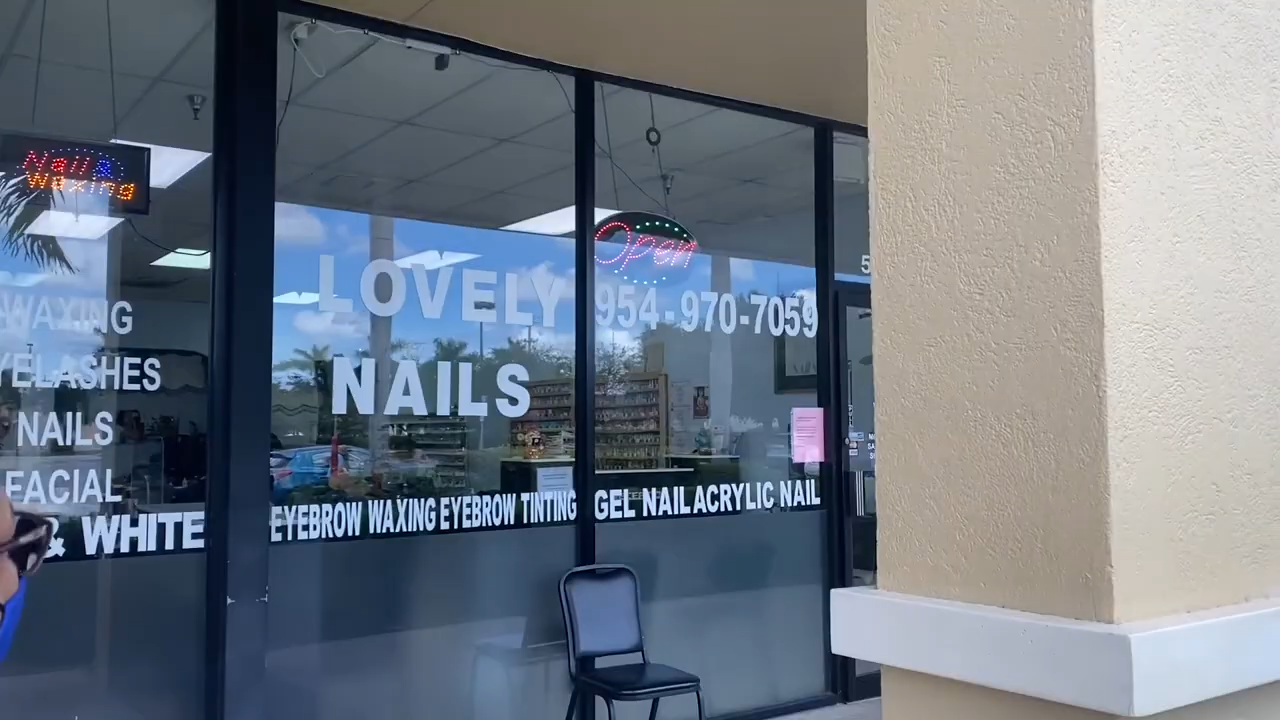 Nail &
Waxing
Open
WAXING
YELASHES
NAILS
FACIAL
& WHITE
LOVELY
NAILS
954-970-7059
EYEBROW WAXING EYEBROW TINTING GEL NAIL ACRYLIC NAIL
5